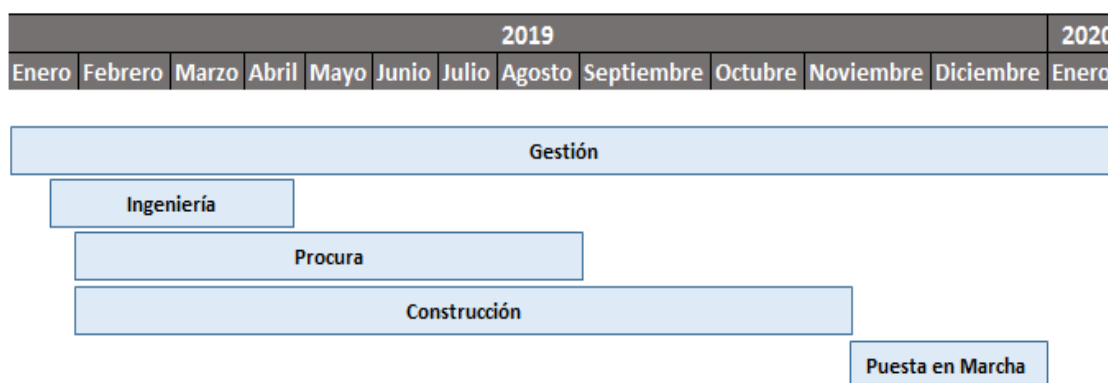 2019 2020
Enero Febrero Marzo Abril Mayo Junio Julio Agosto Septiembre Octubre Noviembre Diciembre Enero
Gestión
Ingeniería
Procura
Construcción
Puesta en Marcha